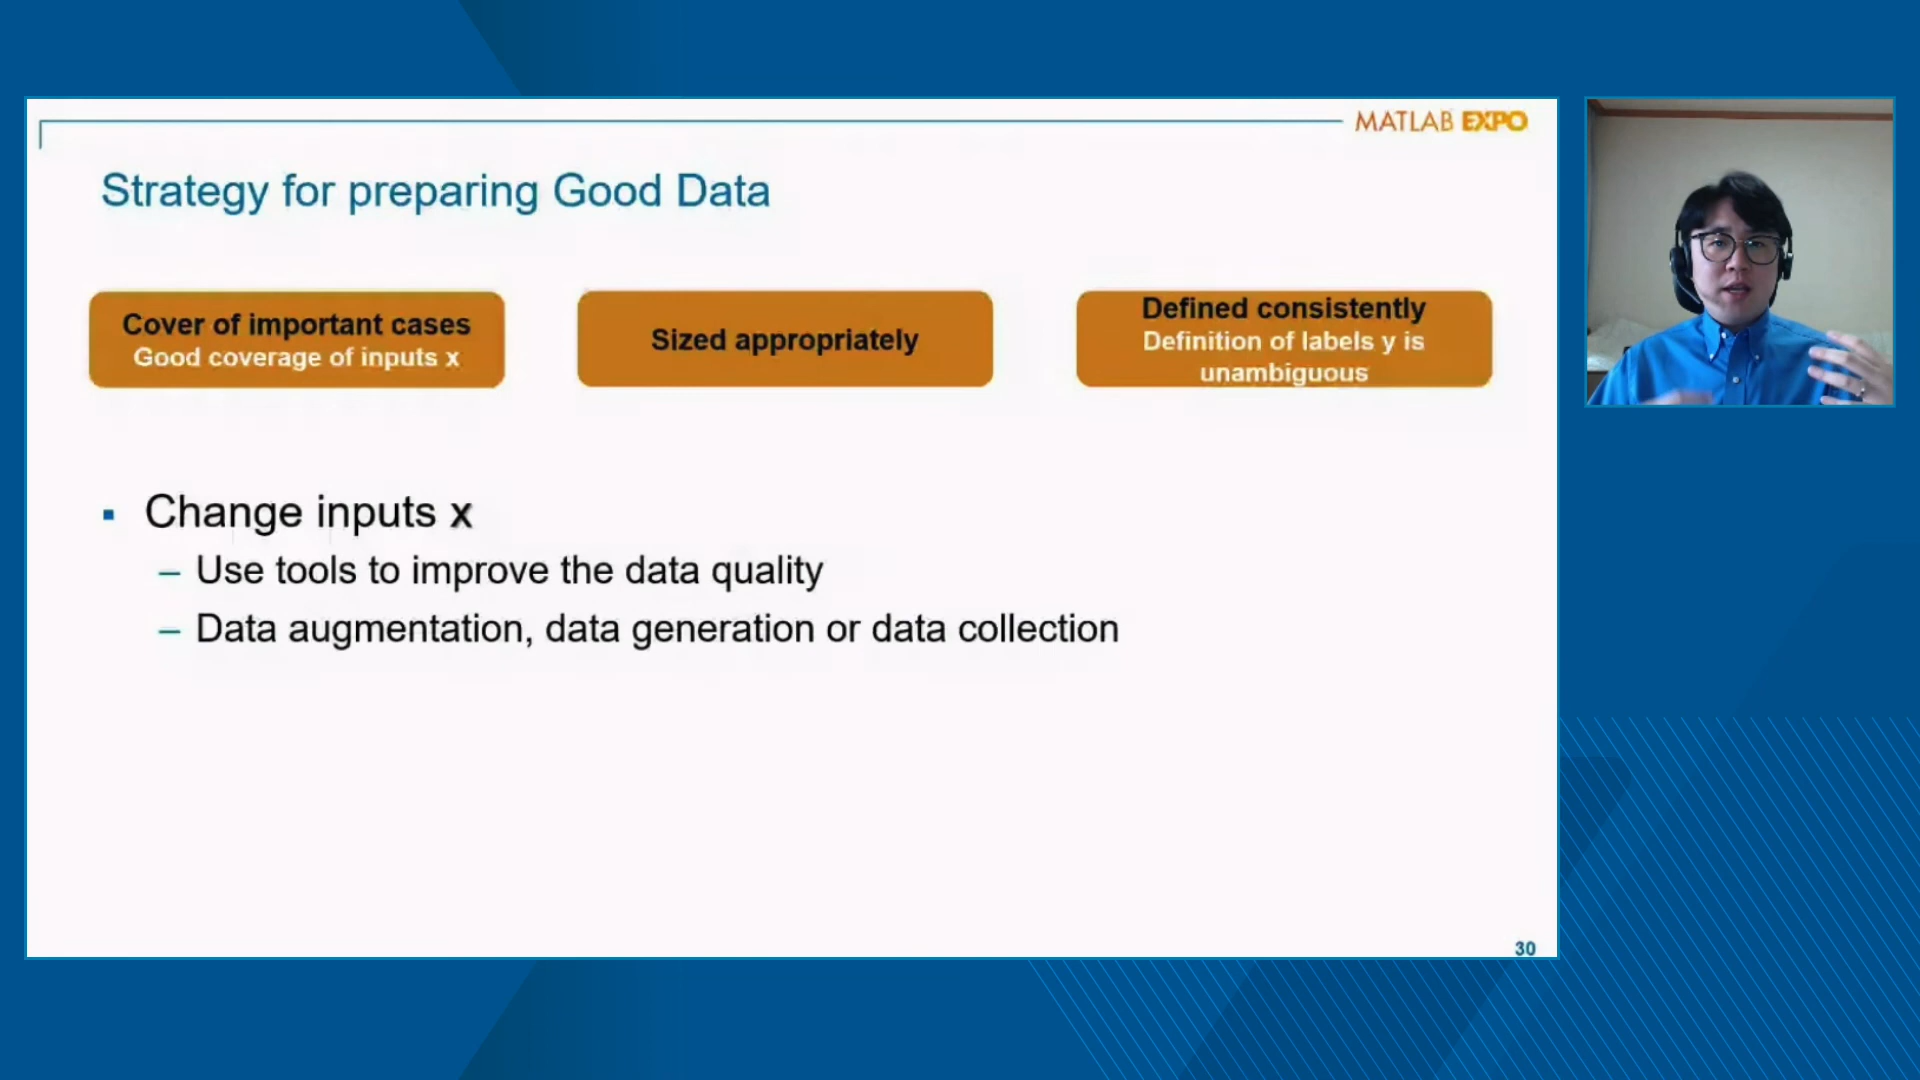 MATLAB EXPO
Strategy for preparing Good Data
Cover of important cases
Good coverage of inputs x
Sized appropriately
Defined consistently
Definition of labels y is
unambiguous
▪ Change inputs x
– Use tools to improve the data quality
– Data augmentation, data generation or data collection
30